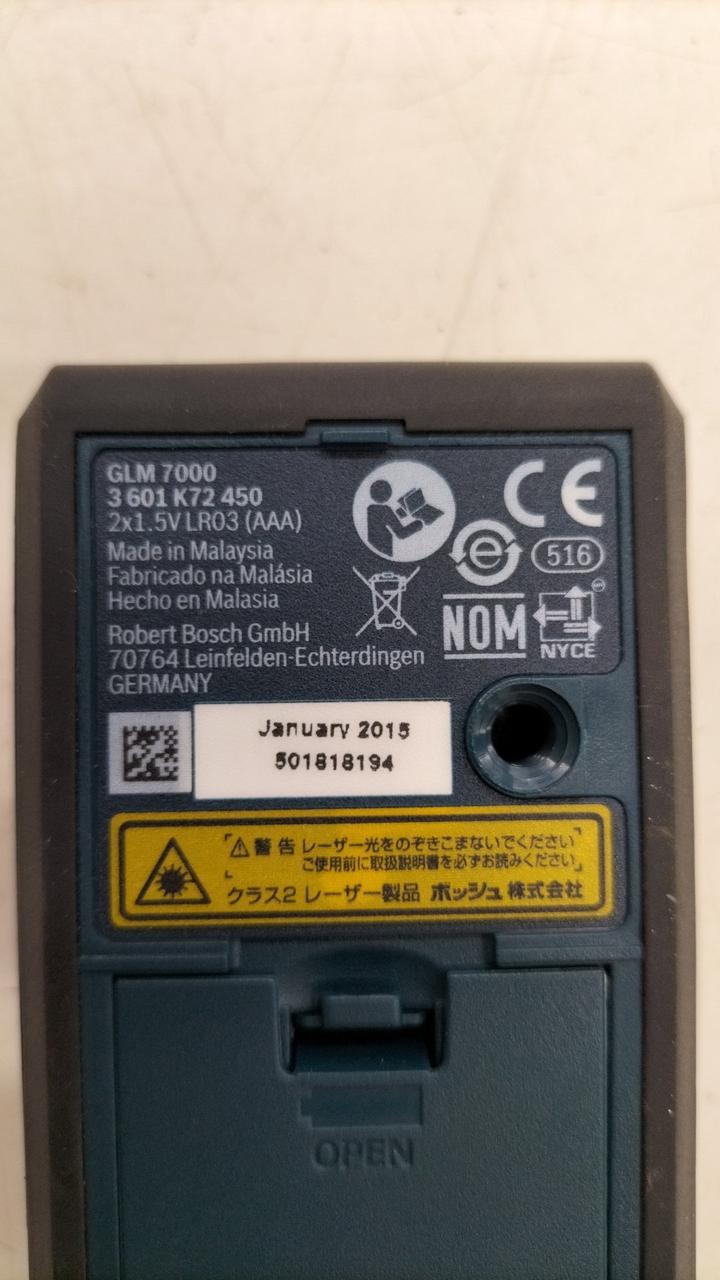 GLM 7000
3 601 K72 450
2x1.5V LR03 (AAA)
Made in Malaysia
Fabricado na Malásia
Hecho en Malasia
Robert Bosch GmbH
70764 Leinfelden-Echterdingen
GERMANY
CE
e
516
NOM
NYCE
January 2015
501818194
「⚠警告 レーザー光をのぞきこまないでください
ご使用前に取扱説明書を必ずお読みください」
クラス2 レーザー製品 ボッシュ株式会社
OPEN